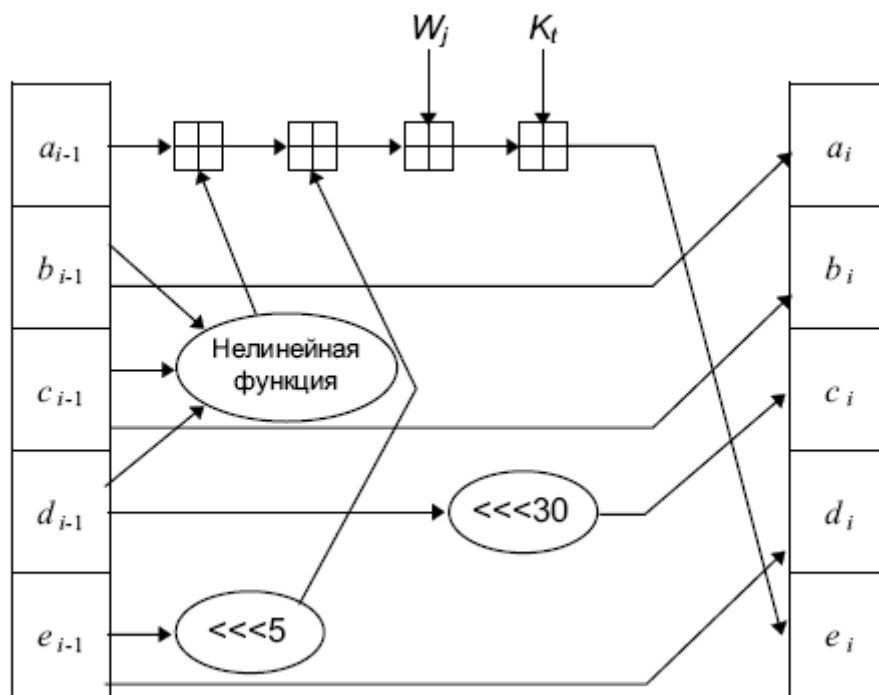 W_j K_t
a_{i-1} a_i
b_{i-1} b_i
Нелинейная
функция
c_{i-1} c_i
d_{i-1} <<<30 d_i
e_{i-1} <<<5 e_i